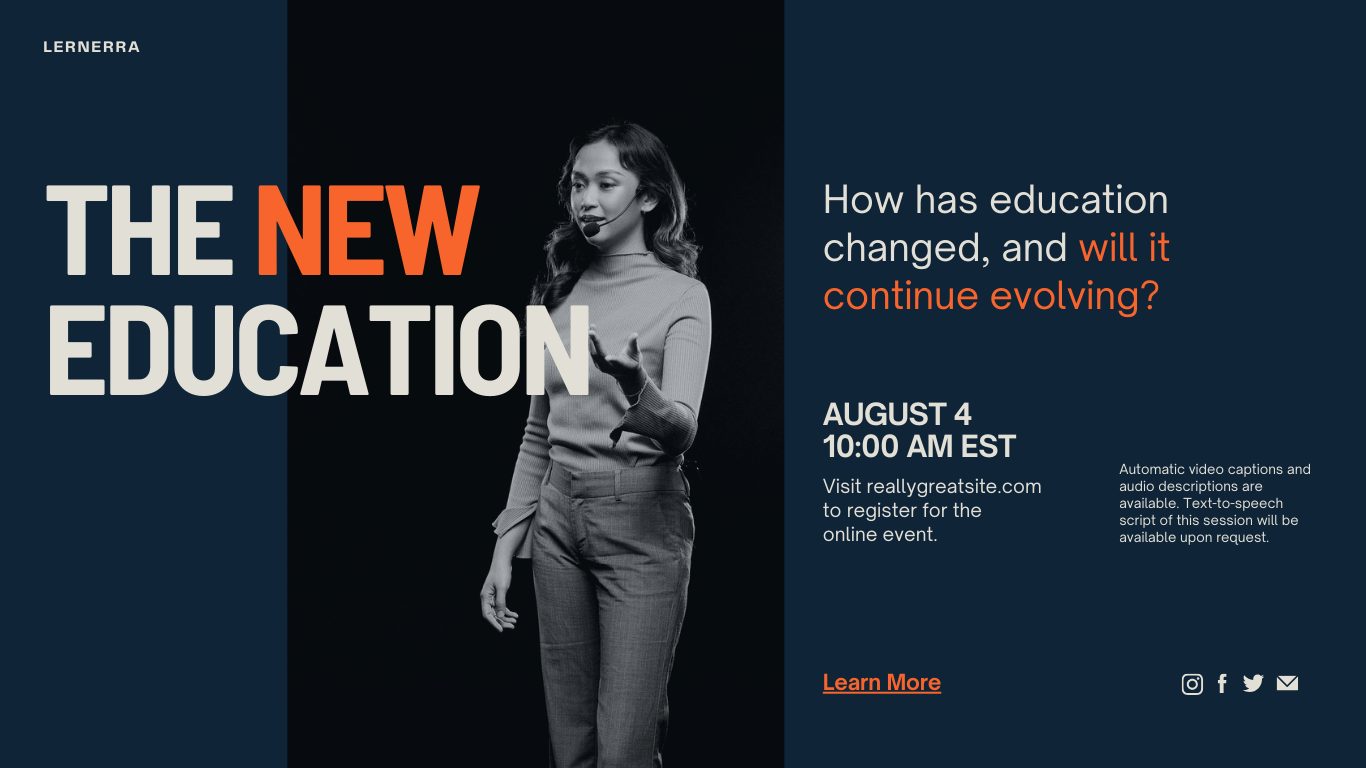 LERNERRA
THE NEW
EDUCATION
How has education
changed, and will it
continue evolving?
AUGUST 4
10:00 AM EST
Visit reallygreatsite.com
to register for the
online event.
Automatic video captions and
audio descriptions are
available. Text-to-speech
script of this session will be
available upon request.
Learn More